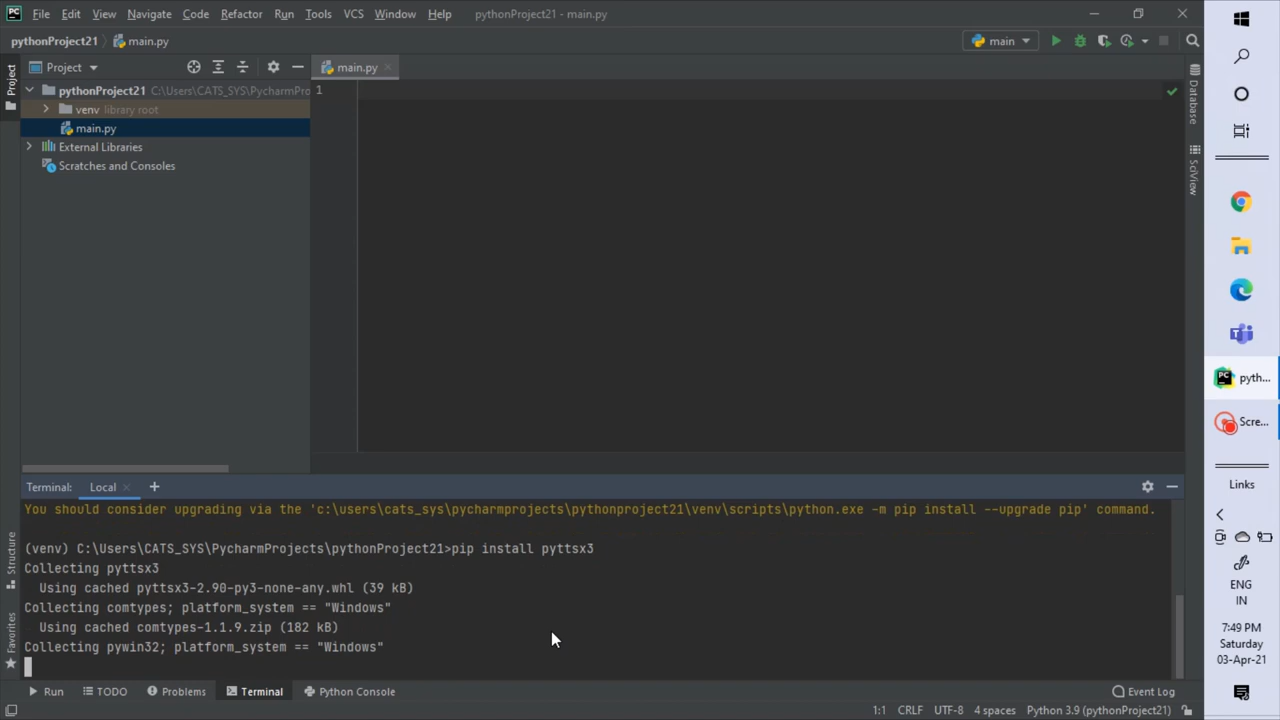 PC File Edit View Navigate Code Refactor Run Tools VCS Window Help pythonProject21 - main.py
pythonProject21 main.py main
Project main.py
Project
1
pythonProject21 C:\Users\CATS_SYS\PycharmPro
venv library root
main.py
External Libraries
Scratches and Consoles
Database
SciView
Terminal: Local
You should consider upgrading via the 'c:\users\cats_sys\pycharmprojects\pythonproject21\venv\scripts\python.exe -m pip install --upgrade pip' command.
(venv) C:\Users\CATS_SYS\PycharmProjects\pythonProject21>pip install pyttsx3
Collecting pyttsx3
Using cached pyttsx3-2.90-py3-none-any.whl (39 kB)
Collecting comtypes; platform_system == "Windows"
Using cached comtypes-1.1.9.zip (182 kB)
Collecting pywin32; platform_system == "Windows"
Structure
Favorites
Run TODO Problems Terminal Python Console Event Log
1:1 CRLF UTF-8 4 spaces Python 3.9 (pythonProject21)
PC pyth...
Scre...
Links
ENG
IN
7:49 PM
Saturday
03-Apr-21